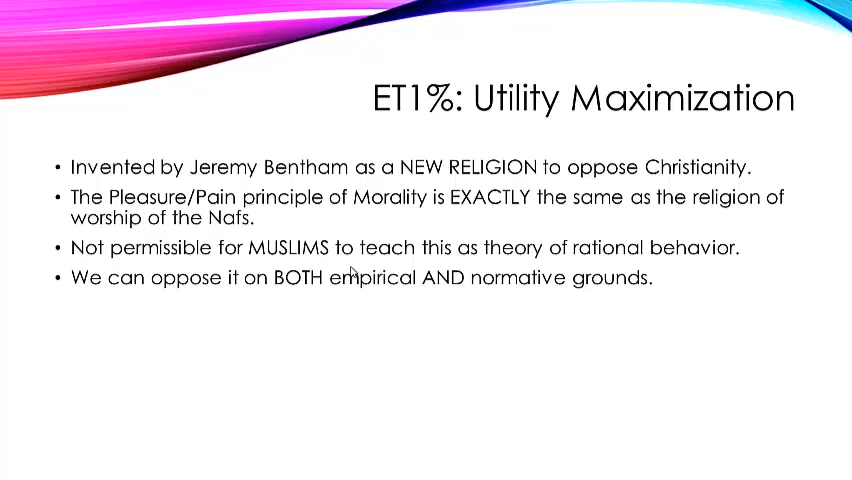 ET1%: Utility Maximization
• Invented by Jeremy Bentham as a NEW RELIGION to oppose Christianity.
• The Pleasure/Pain principle of Morality is EXACTLY the same as the religion of
worship of the Nafs.
• Not permissible for MUSLIMS to teach this as theory of rational behavior.
• We can oppose it on BOTH empirical AND normative grounds.